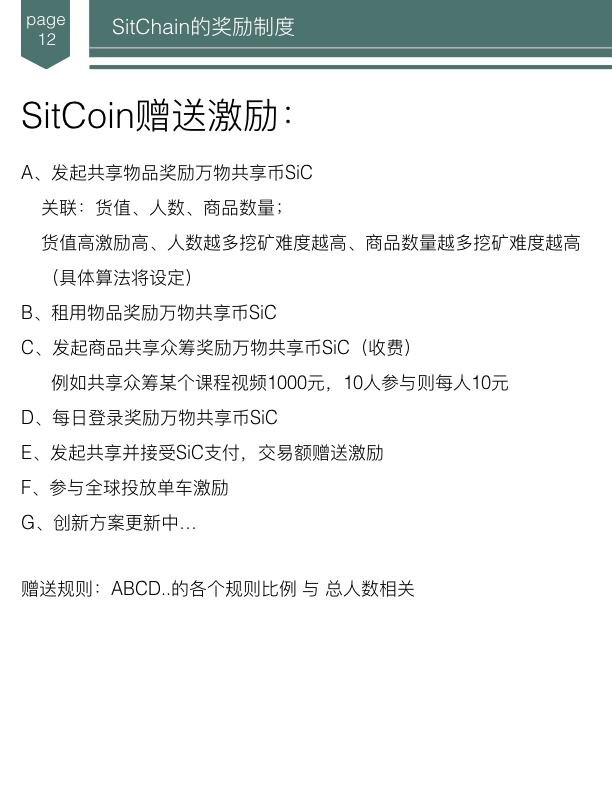 page
12
SitChain的奖励制度
SitCoin赠送激励：
A、发起共享物品奖励万物共享币SiC
关联：货值、人数、商品数量；
货值高激励高、人数越多挖矿难度越高、商品数量越多挖矿难度越高
（具体算法将设定）
B、租用物品奖励万物共享币SiC
C、发起商品共享众筹奖励万物共享币SiC（收费）
例如共享众筹某个课程视频1000元，10人参与则每人10元
D、每日登录奖励万物共享币SiC
E、发起共享并接受SiC支付，交易额赠送激励
F、参与全球投放单车激励
G、创新方案更新中...
赠送规则：ABCD..的各个规则比例 与 总人数相关